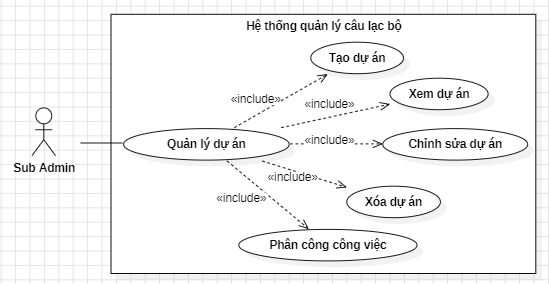 Hệ thống quản lý câu lạc bộ
Tạo dự án
«include»
Xem dự án
«include»
Sub Admin
Quản lý dự án
«include»
Chỉnh sửa dự án
«include»
Xóa dự án
«include»
Phân công công việc